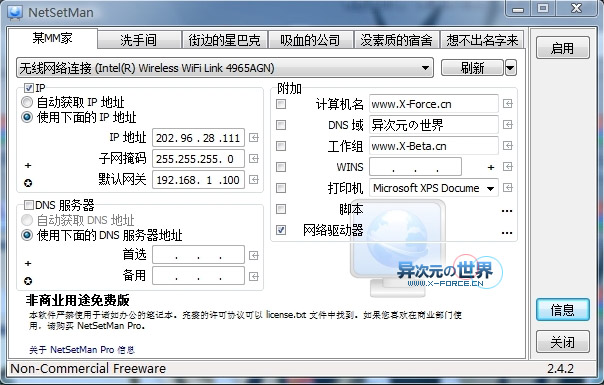 NetSetMan
某MM家 洗手间 街边的星巴克 吸血的公司 没素质的宿舍 想不出名字来
启用
无线网络连接 (Intel(R) Wireless WiFi Link 4965AGN) 刷新
IP
自动获取 IP 地址
使用下面的 IP 地址
IP 地址 202. 96 . 28 .111
子网掩码 255.255.255. 0
默认网关 192.168. 1 .100
DNS 服务器
自动获取 DNS 地址
使用下面的 DNS 服务器地址
首选 . . .
备用 . . .
附加
计算机名 www.X-Force.cn
DNS 域 异次元の世界
工作组 www.X-Beta.cn
WINS . . . +
打印机 Microsoft XPS Docume
脚本 ...
网络驱动器 ...
异次元の世界
WWW.X-FORCE.CN
非商业用途免费版
本软件严禁使用于诸如办公的笔记本. 完整的许可协议可以 license.txt 文件中找到. 如果您喜欢在商业部门使
用, 请购买 NetSetMan Pro.
关于 NetSetMan Pro 信息
信息
关闭
Non-Commercial Freeware 2.4.2